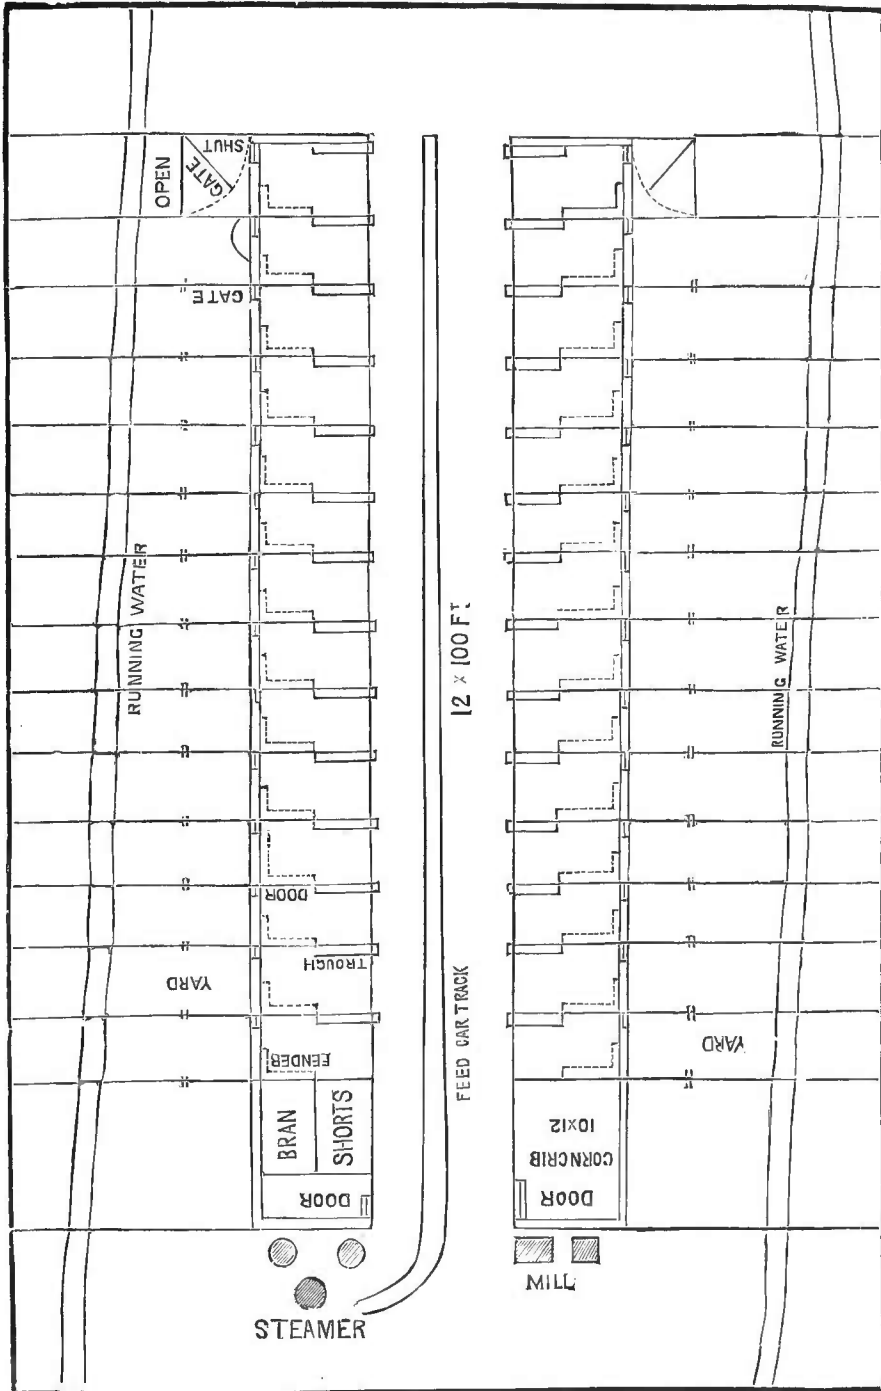 OPEN
GATE
SHUT
GATE
RUNNING WATER
12 × 100 FT
RUNNING WATER
DOOR
TROUGH
YARD
FEED CAR TRACK
YARD
FENDER
BRAN
SHORTS
10X12
CORNCRIB
DOOR
DOOR
MILL
STEAMER